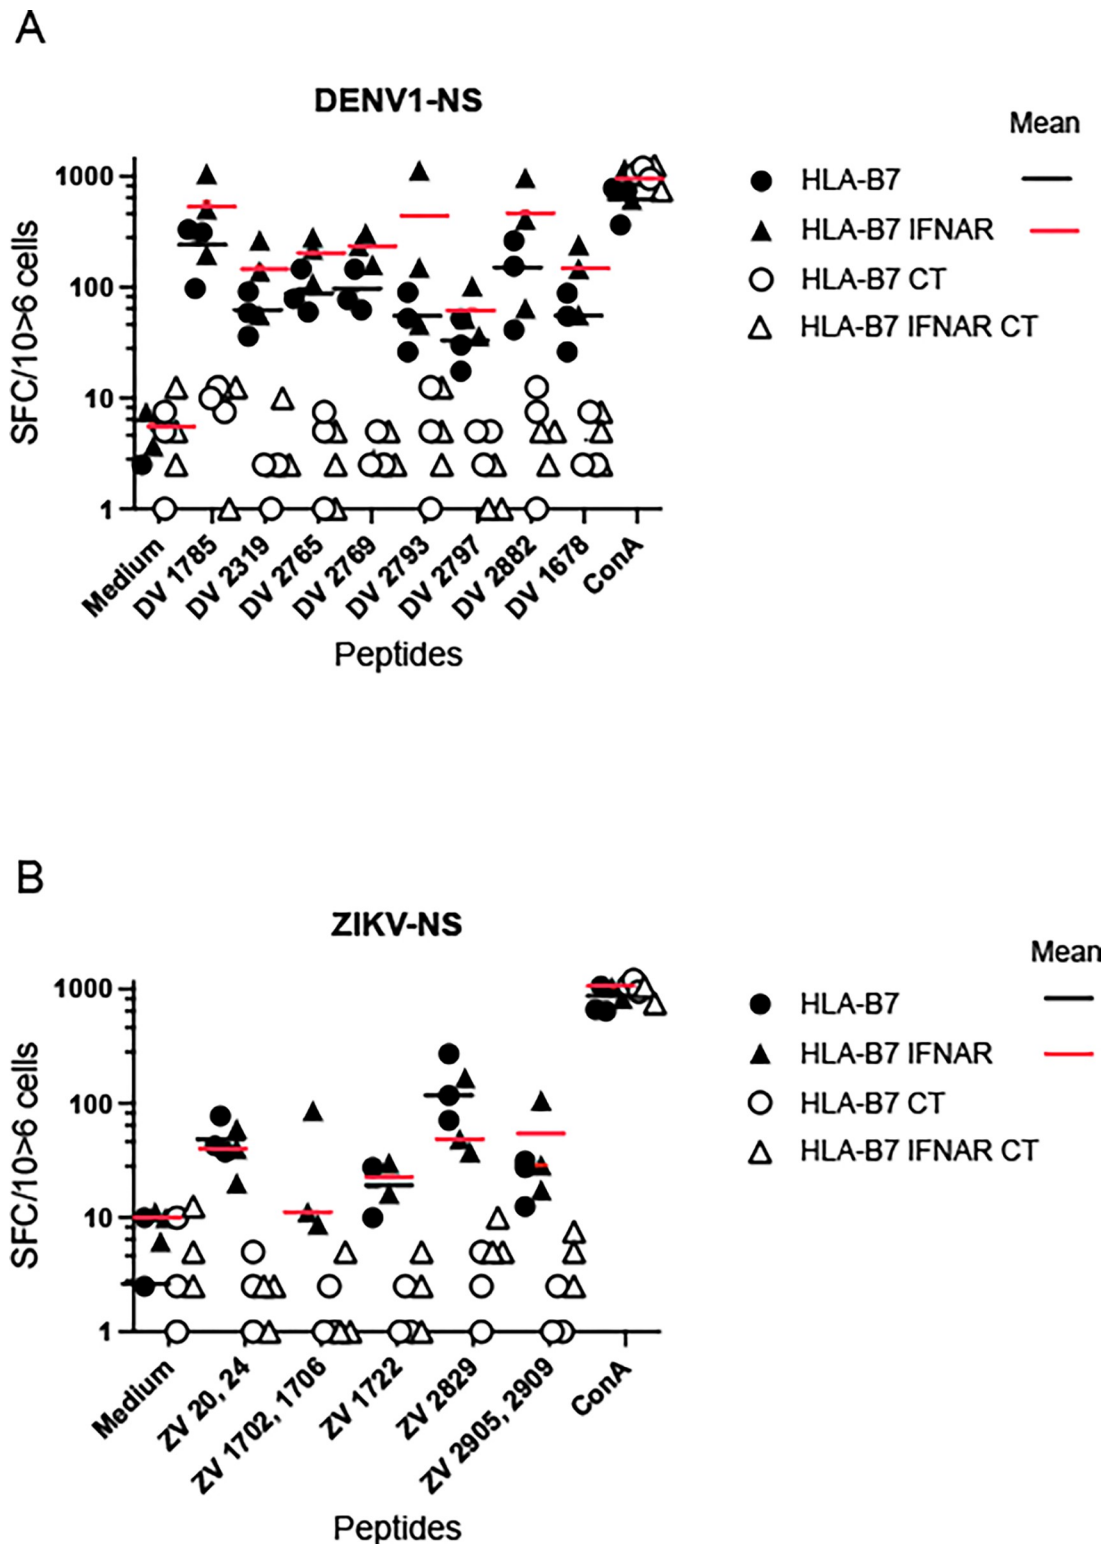 A
DENV1-NS
Mean
HLA-B7
HLA-B7 IFNAR
HLA-B7 CT
HLA-B7 IFNAR CT
SFC/10>6 cells
1000
100
10
1
Medium
DV 1785
DV 2319
DV 2765
DV 2769
DV 2793
DV 2797
DV 2882
DV 1678
ConA
Peptides
B
ZIKV-NS
Mean
HLA-B7
HLA-B7 IFNAR
HLA-B7 CT
HLA-B7 IFNAR CT
SFC/10>6 cells
1000
100
10
1
Medium
ZV 20, 24
ZV 1702, 1706
ZV 1722
ZV 2829
ZV 2905, 2909
ConA
Peptides